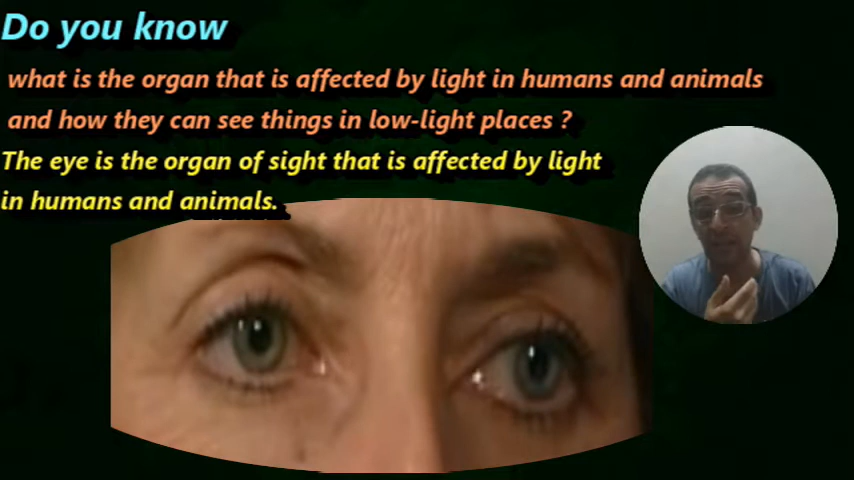 Do you know
what is the organ that is affected by light in humans and animals
and how they can see things in low-light places ?
The eye is the organ of sight that is affected by light
in humans and animals.